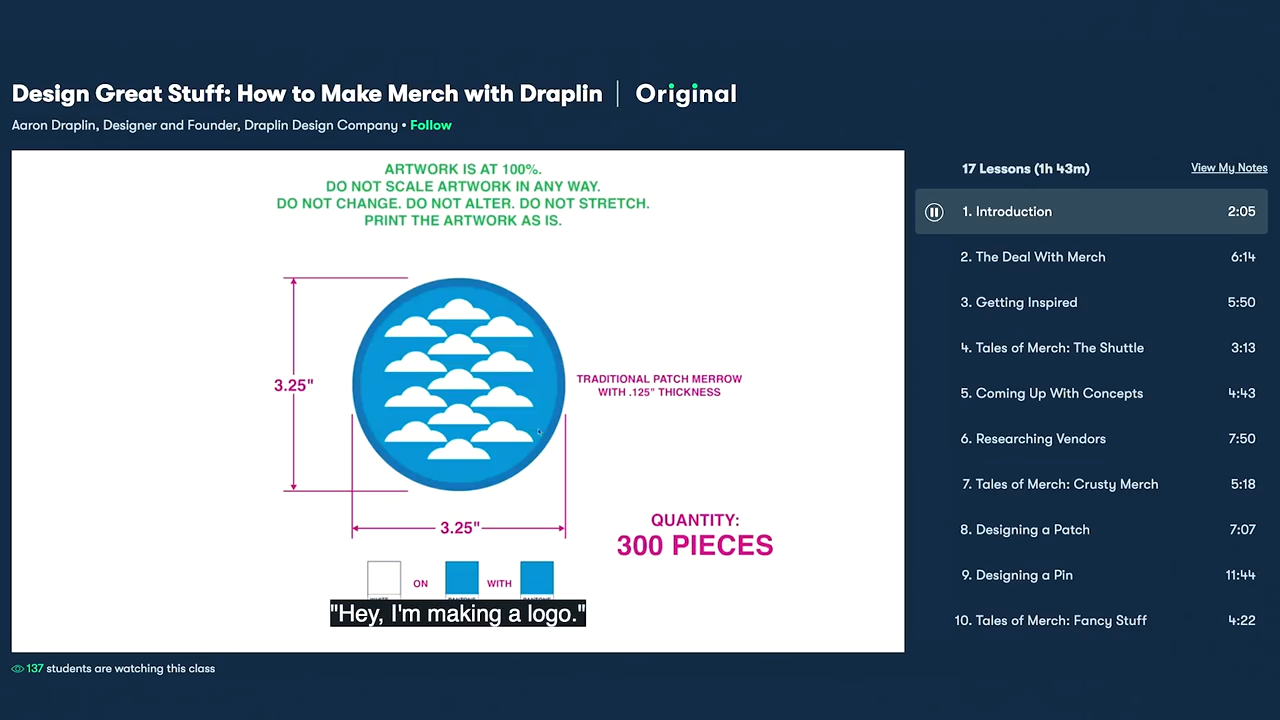 Design Great Stuff: How to Make Merch with Draplin | Original
Aaron Draplin, Designer and Founder, Draplin Design Company • Follow
ARTWORK IS AT 100%.
DO NOT SCALE ARTWORK IN ANY WAY.
DO NOT CHANGE. DO NOT ALTER. DO NOT STRETCH.
PRINT THE ARTWORK AS IS.
3.25"
TRADITIONAL PATCH MERROW
WITH .125" THICKNESS
3.25"
QUANTITY:
300 PIECES
ON
WITH
"Hey, I'm making a logo."
137 students are watching this class
17 Lessons (1h 43m)
View My Notes
1. Introduction 2:05
2. The Deal With Merch 6:14
3. Getting Inspired 5:50
4. Tales of Merch: The Shuttle 3:13
5. Coming Up With Concepts 4:43
6. Researching Vendors 7:50
7. Tales of Merch: Crusty Merch 5:18
8. Designing a Patch 7:07
9. Designing a Pin 11:44
10. Tales of Merch: Fancy Stuff 4:22